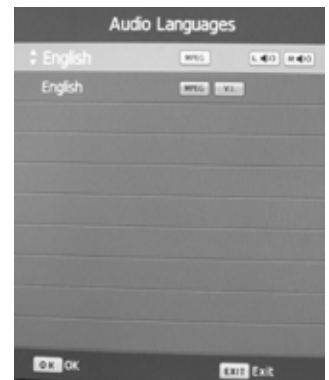 Audio Languages
English MPEG L R
English MPEG V.I.
OK OK EXIT Exit